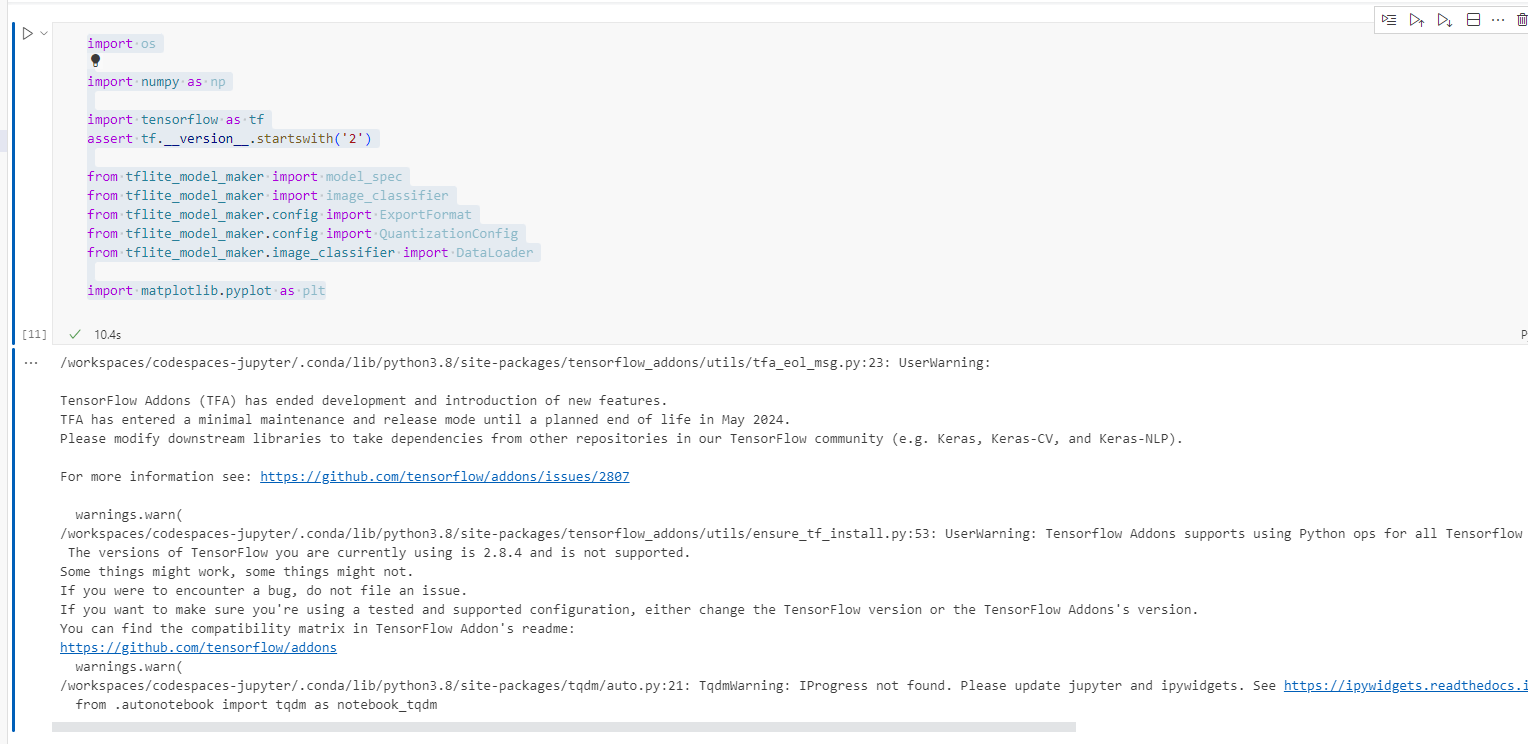 import os
import numpy as np
import tensorflow as tf
assert tf.__version__.startswith('2')
from tflite_model_maker import model_spec
from tflite_model_maker import image_classifier
from tflite_model_maker.config import ExportFormat
from tflite_model_maker.config import QuantizationConfig
from tflite_model_maker.image_classifier import DataLoader
import matplotlib.pyplot as plt
[11] 10.4s
/workspaces/codespaces-jupyter/.conda/lib/python3.8/site-packages/tensorflow_addons/utils/tfa_eol_msg.py:23: UserWarning:
TensorFlow Addons (TFA) has ended development and introduction of new features.
TFA has entered a minimal maintenance and release mode until a planned end of life in May 2024.
Please modify downstream libraries to take dependencies from other repositories in our TensorFlow community (e.g. Keras, Keras-CV, and Keras-NLP).
For more information see: https://github.com/tensorflow/addons/issues/2807
warnings.warn(
/workspaces/codespaces-jupyter/.conda/lib/python3.8/site-packages/tensorflow_addons/utils/ensure_tf_install.py:53: UserWarning: Tensorflow Addons supports using Python ops for all Tensorflow
The versions of TensorFlow you are currently using is 2.8.4 and is not supported.
Some things might work, some things might not.
If you were to encounter a bug, do not file an issue.
If you want to make sure you're using a tested and supported configuration, either change the TensorFlow version or the TensorFlow Addons's version.
You can find the compatibility matrix in TensorFlow Addon's readme:
https://github.com/tensorflow/addons
warnings.warn(
/workspaces/codespaces-jupyter/.conda/lib/python3.8/site-packages/tqdm/auto.py:21: TqdmWarning: IProgress not found. Please update jupyter and ipywidgets. See https://ipywidgets.readthedocs.i
from .autonotebook import tqdm as notebook_tqdm